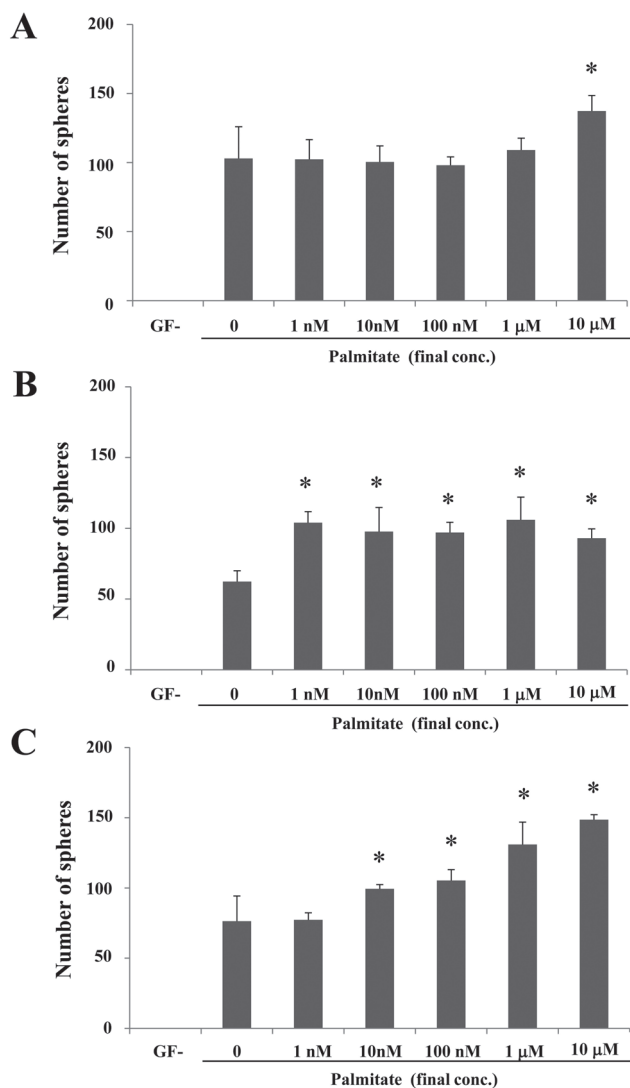 A
200
150
100
50
0
Number of spheres
*
GF- 0 1 nM 10nM 100 nM 1 μM 10 μM
Palmitate (final conc.)
B
200
150
100
50
0
Number of spheres
* * * * *
GF- 0 1 nM 10nM 100 nM 1 μM 10 μM
Palmitate (final conc.)
C
200
150
100
50
0
Number of spheres
* * * *
GF- 0 1 nM 10nM 100 nM 1 μM 10 μM
Palmitate (final conc.)